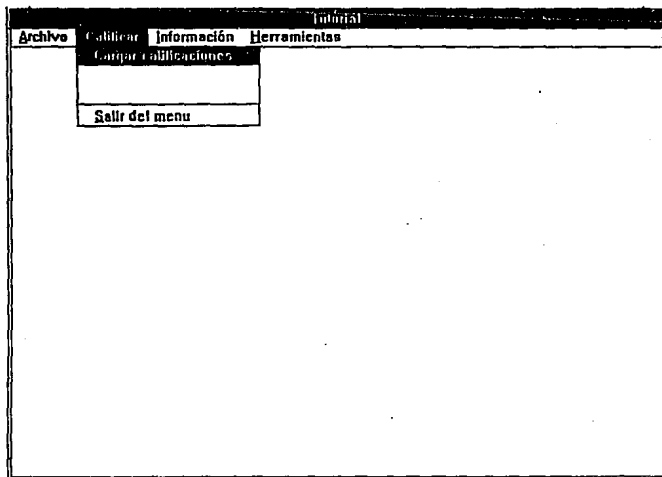 Tutorial
Archivo Calificar Información Herramientas
Cargar calificaciones
Salir del menu